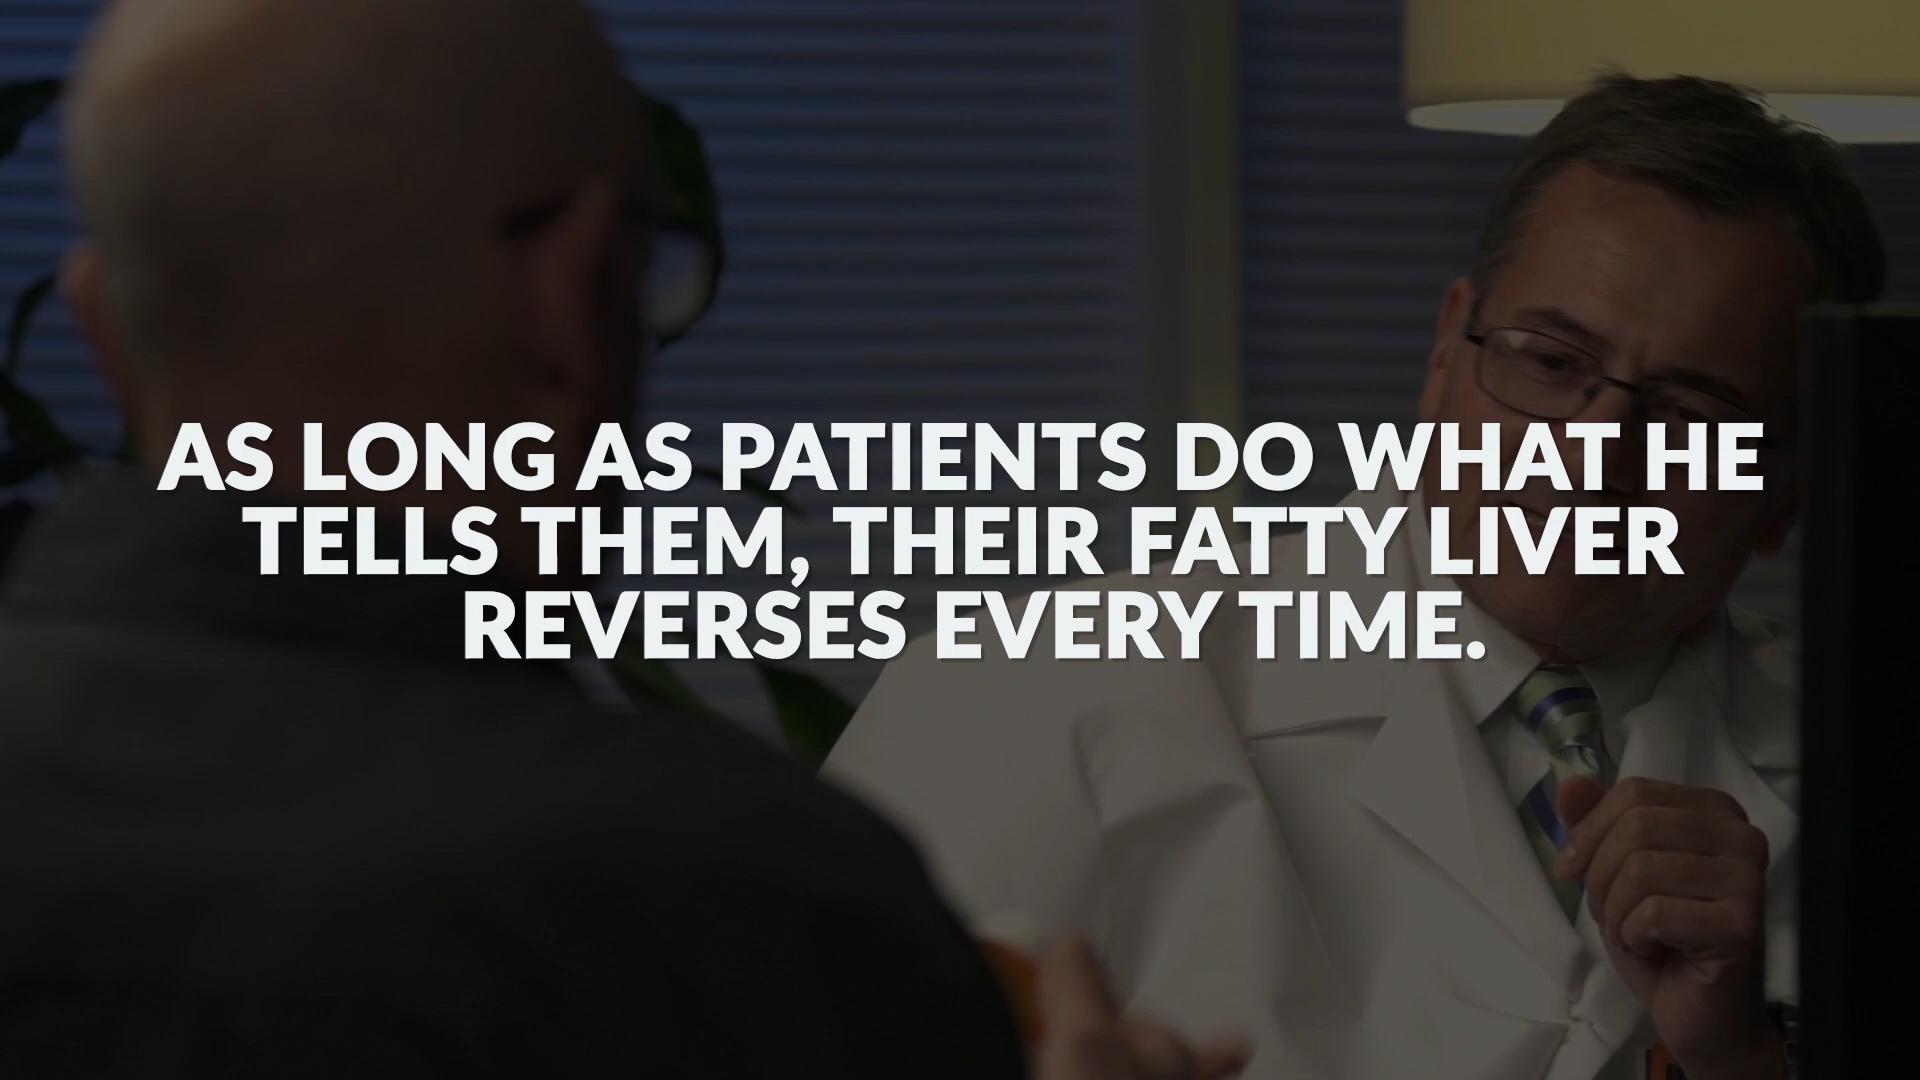 AS LONG AS PATIENTS DO WHAT HE
TELLS THEM, THEIR FATTY LIVER
REVERSES EVERY TIME.